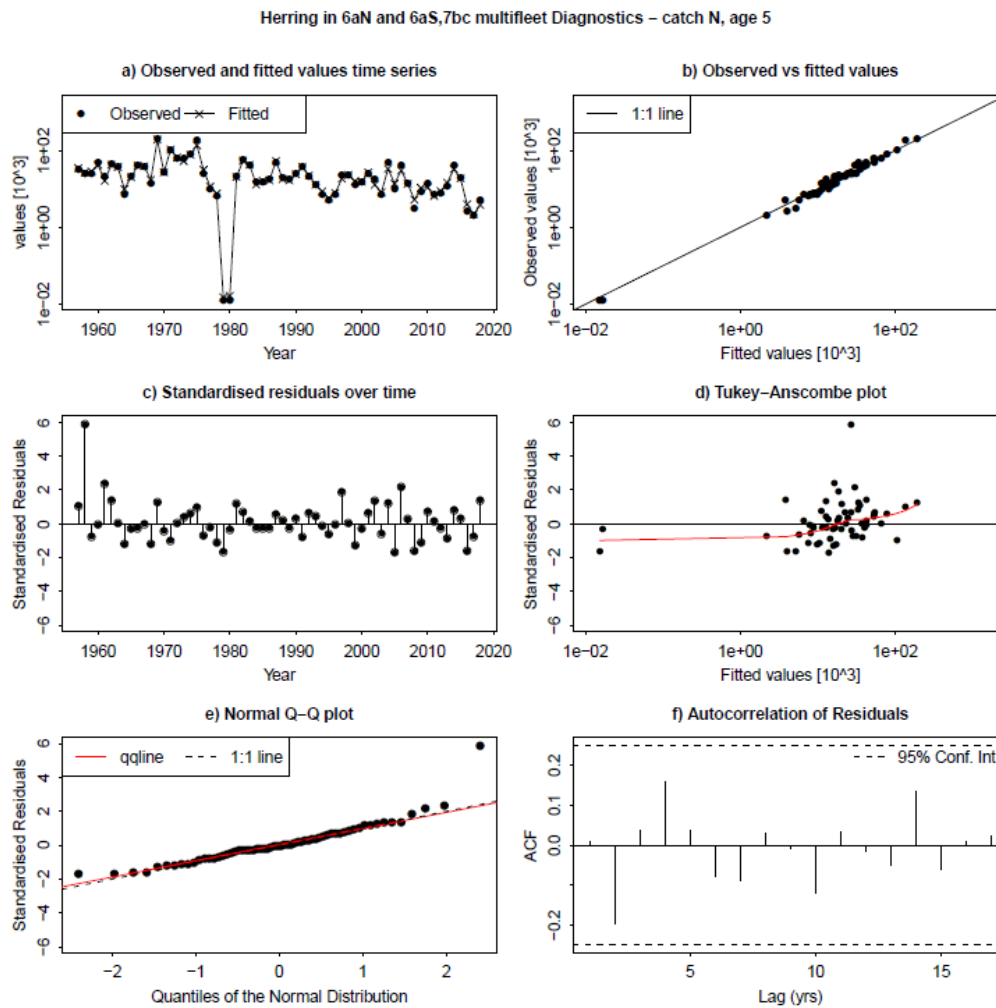 Herring in 6aN and 6aS,7bc multifleet Diagnostics – catch N, age 5
a) Observed and fitted values time series
Observed
Fitted
values [10^3]
1e+02
1e+00
1e−02
1960 1970 1980 1990 2000 2010 2020
Year
b) Observed vs fitted values
1:1 line
Observed values [10^3]
1e+02
1e+00
1e−02
1e−02 1e+00 1e+02
Fitted values [10^3]
c) Standardised residuals over time
Standardised Residuals
6
4
2
0
−2
−4
−6
1960 1970 1980 1990 2000 2010 2020
Year
d) Tukey−Anscombe plot
Standardised Residuals
6
4
2
0
−2
−4
−6
1e−02 1e+00 1e+02
Fitted values [10^3]
e) Normal Q−Q plot
qqline
1:1 line
Standardised Residuals
6
4
2
0
−2
−4
−6
−2 −1 0 1 2
Quantiles of the Normal Distribution
f) Autocorrelation of Residuals
95% Conf. Int
ACF
0.2
0.1
0.0
−0.2
5 10 15
Lag (yrs)